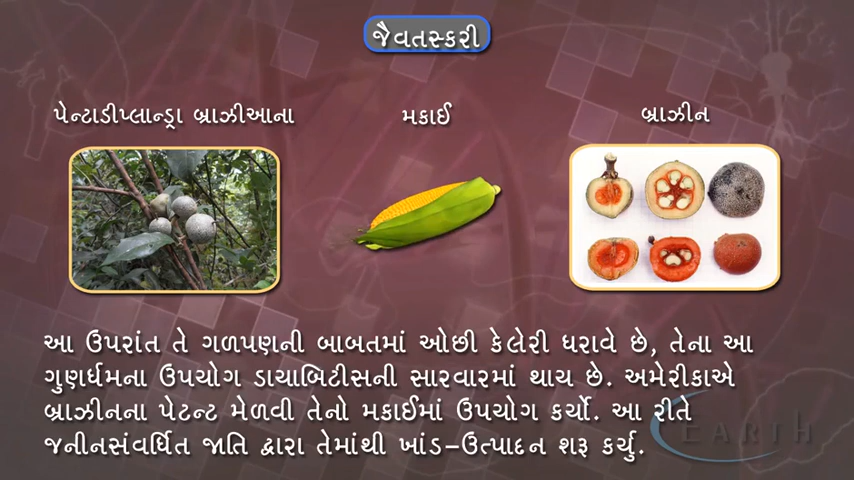 જૈવતસ્કરી
પેન્ટાડીપ્લાન્ડ્રા બ્રાઝીઆના
મકાઈ
બ્રાઝીન
આ ઉપરાંત તે ગળપણની બાબતમાં ઓછી કેલેરી ધરાવે છે, તેના આ
ગુણધર્મના ઉપયોગ ડાયાબિટીસની સારવારમાં થાય છે. અમેરીકાએ
બ્રાઝીનના પેટન્ટ મેળવી તેનો મકાઈમાં ઉપયોગ કર્યો. આ રીતે
જનીનસંવર્ધિત જાતિ દ્વારા તેમાંથી ખાંડ–ઉત્પાદન શરૂ કર્યુ.
EARTH